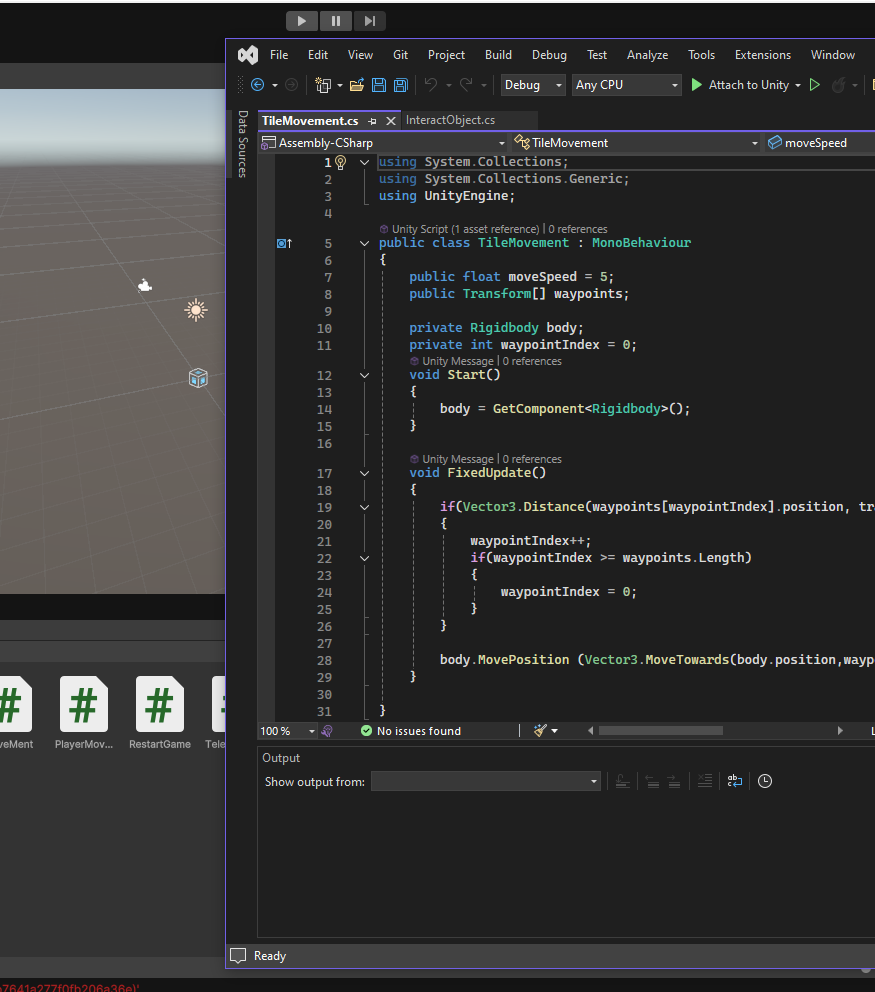 File Edit View Git Project Build Debug Test Analyze Tools Extensions Window
Debug Any CPU Attach to Unity
Data Sources
TileMovement.cs InteractObject.cs
Assembly-CSharp TileMovement moveSpeed
1 using System.Collections;
2 using System.Collections.Generic;
3 using UnityEngine;
4
Unity Script (1 asset reference) | 0 references
5 public class TileMovement : MonoBehaviour
6 {
7 public float moveSpeed = 5;
8 public Transform[] waypoints;
9
10 private Rigidbody body;
11 private int waypointIndex = 0;
Unity Message | 0 references
12 void Start()
13 {
14 body = GetComponent<Rigidbody>();
15 }
16
Unity Message | 0 references
17 void FixedUpdate()
18 {
19 if(Vector3.Distance(waypoints[waypointIndex].position, tra
20 {
21 waypointIndex++;
22 if(waypointIndex >= waypoints.Length)
23 {
24 waypointIndex = 0;
25 }
26 }
27
28 body.MovePosition (Vector3.MoveTowards(body.position,wayp
29 }
30
31 }
100 % No issues found
Output
Show output from:
Ready
veMent PlayerMov... RestartGame Tele
7641a277f0fb206a36e)'